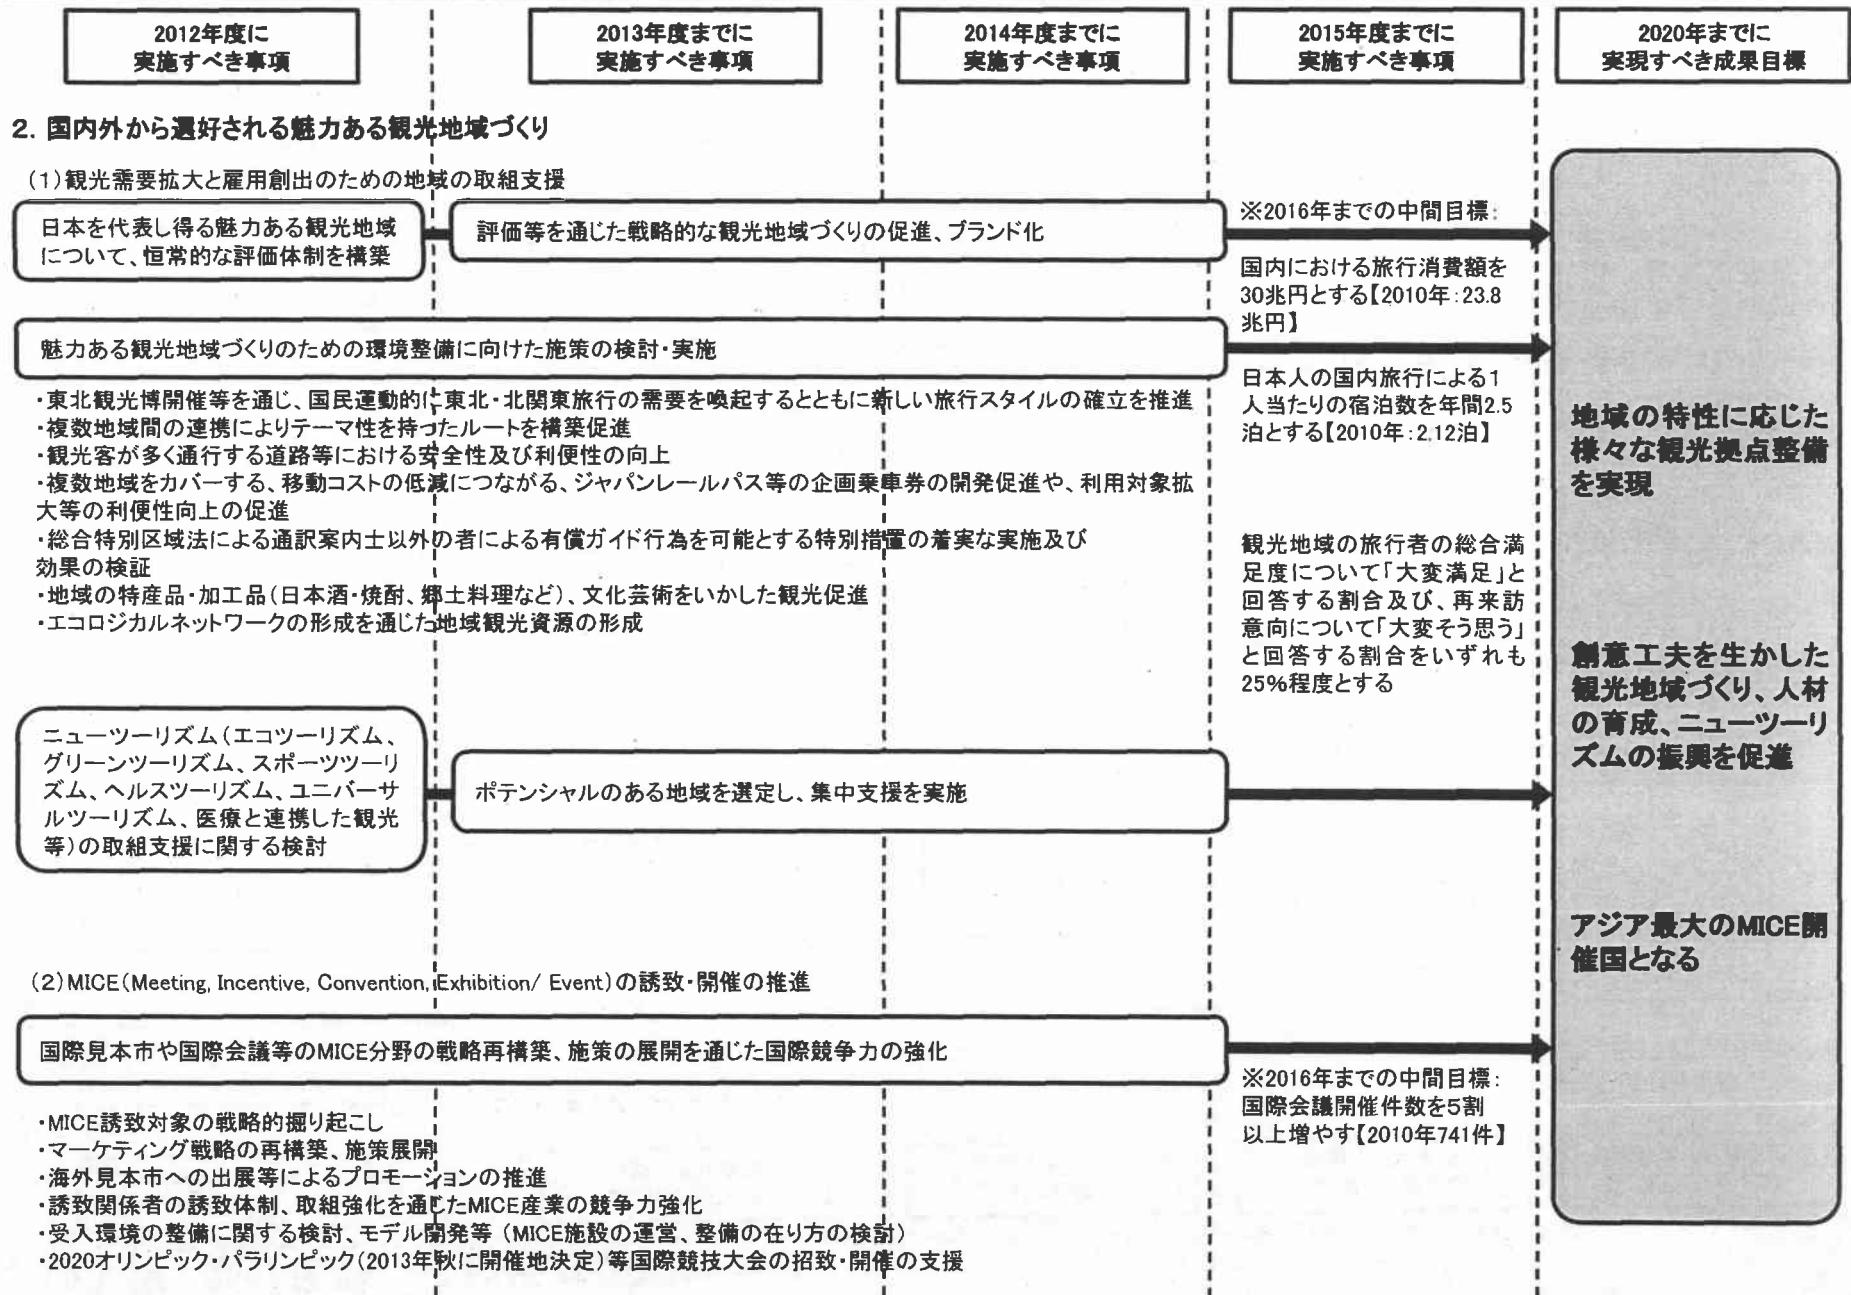 2012年度に
実施すべき事項
2013年度までに
実施すべき事項
2014年度までに
実施すべき事項
2015年度までに
実施すべき事項
2020年までに
実現すべき成果目標
2．国内外から選好される魅力ある観光地域づくり
（1）観光需要拡大と雇用創出のための地域の取組支援
日本を代表し得る魅力ある観光地域
について、恒常的な評価体制を構築
評価等を通じた戦略的な観光地域づくりの促進、ブランド化
※2016年までの中間目標：
国内における旅行消費額を
30兆円とする【2010年：23.8
兆円】
魅力ある観光地域づくりのための環境整備に向けた施策の検討・実施
・東北観光博開催等を通じ、国民運動的に東北・北関東旅行の需要を喚起するとともに新しい旅行スタイルの確立を推進
・複数地域間の連携によりテーマ性を持ったルートを構築促進
・観光客が多く通行する道路等における安全性及び利便性の向上
・複数地域をカバーする、移動コストの低減につながる、ジャパンレールパス等の企画乗車券の開発促進や、利用対象拡
大等の利便性向上の促進
・総合特別区域法による通訳案内士以外の者による有償ガイド行為を可能とする特別措置の着実な実施及び
効果の検証
・地域の特産品・加工品（日本酒・焼酎、郷土料理など）、文化芸術をいかした観光促進
・エコロジカルネットワークの形成を通じた地域観光資源の形成
日本人の国内旅行による1
人当たりの宿泊数を年間2.5
泊とする【2010年：2.12泊】
観光地域の旅行者の総合満
足度について「大変満足」と
回答する割合及び、再来訪
意向について「大変そう思う」
と回答する割合をいずれも
25％程度とする
ニューツーリズム（エコツーリズム、
グリーンツーリズム、スポーツツーリ
ズム、ヘルスツーリズム、ユニバーサ
ルツーリズム、医療と連携した観光
等）の取組支援に関する検討
ポテンシャルのある地域を選定し、集中支援を実施
地域の特性に応じた
様々な観光拠点整備
を実現
創意工夫を生かした
観光地域づくり、人材
の育成、ニューツーリ
ズムの振興を促進
アジア最大のMICE開
催国となる
（2）MICE（Meeting, Incentive, Convention, Exhibition/ Event）の誘致・開催の推進
国際見本市や国際会議等のMICE分野の戦略再構築、施策の展開を通じた国際競争力の強化
※2016年までの中間目標：
国際会議開催件数を5割
以上増やす【2010年741件】
・MICE誘致対象の戦略的掘り起こし
・マーケティング戦略の再構築、施策展開
・海外見本市への出展等によるプロモーションの推進
・誘致関係者の誘致体制、取組強化を通じたMICE産業の競争力強化
・受入環境の整備に関する検討、モデル開発等（MICE施設の運営、整備の在り方の検討）
・2020オリンピック・パラリンピック（2013年秋に開催地決定）等国際競技大会の招致・開催の支援